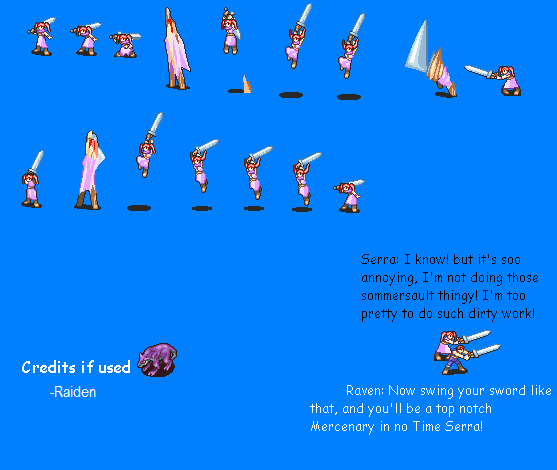 Serra: I know! but it's soo
annoying, I'm not doing those
sommersault thingy! I'm too
pretty to do such dirty work!
Credits if used
-Raiden
Raven: Now swing your sword like
that, and you'll be a top notch
Mercenary in no Time Serra!